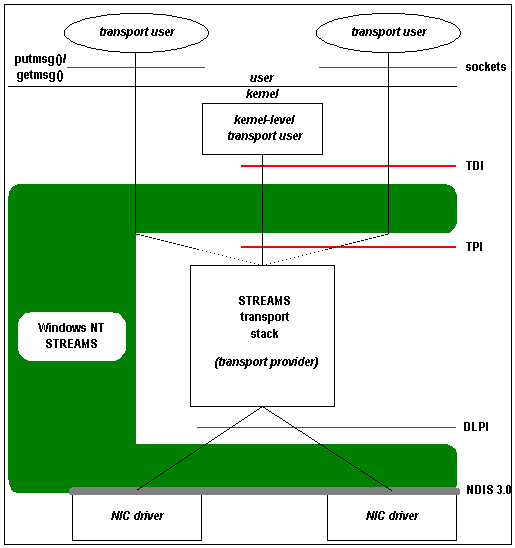 transport user
transport user
putmsg()/
getmsg()
sockets
user
kernel
kernel-level
transport user
TDI
TPI
STREAMS
transport
stack
(transport provider)
Windows NT
STREAMS
DLPI
NDIS 3.0
NIC driver
NIC driver